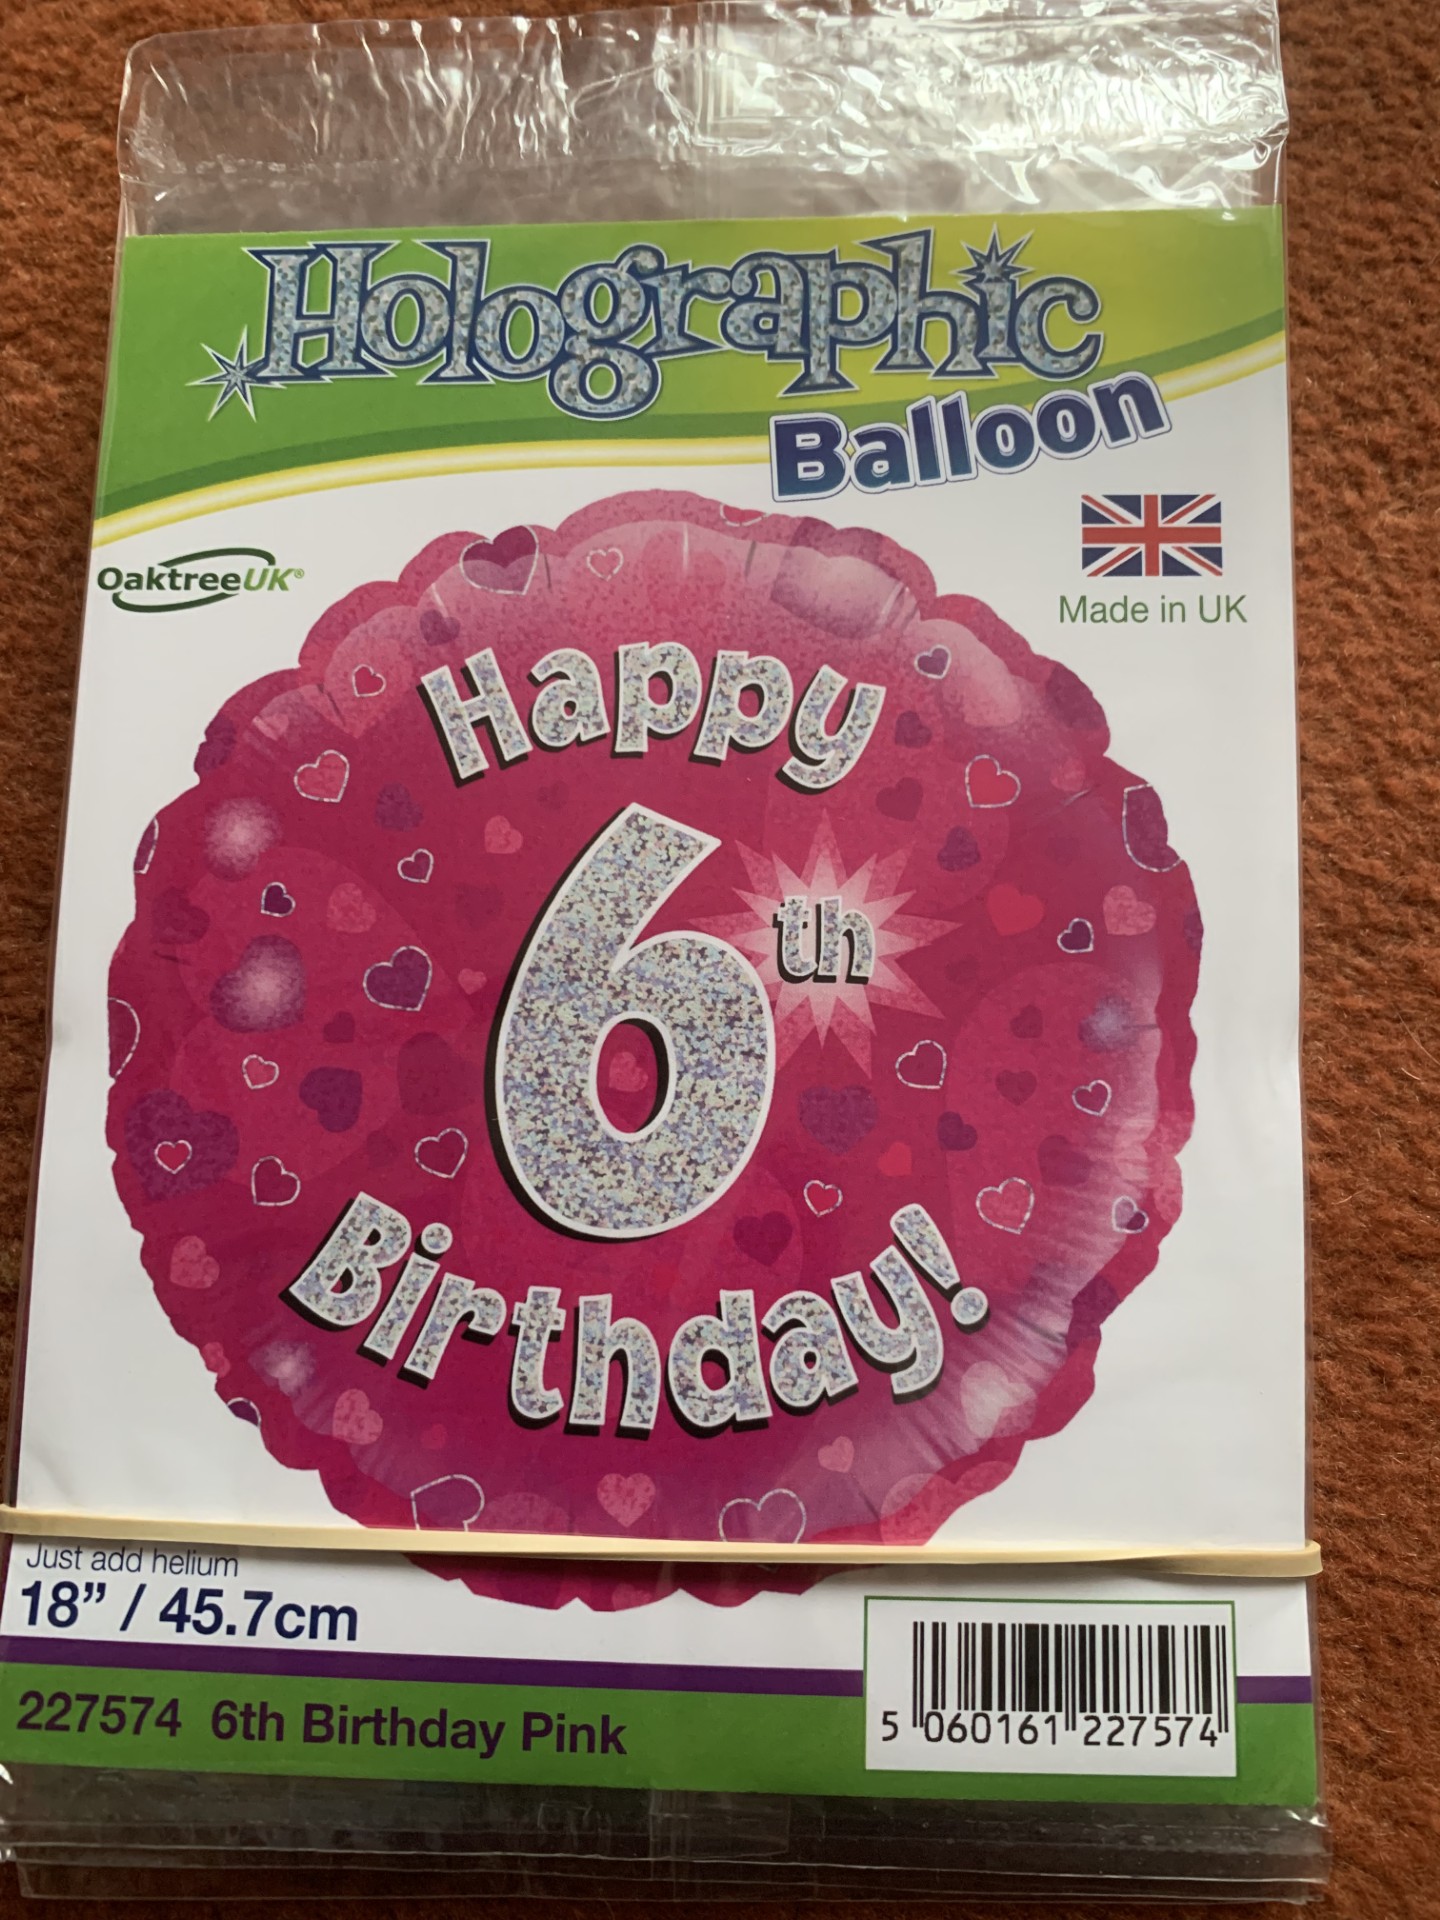 Holographic
Balloon
OaktreeUK®
Made in UK
Happy
6th
Birthday!
Just add helium
18” / 45.7cm
227574 6th Birthday Pink
5 060161 227574